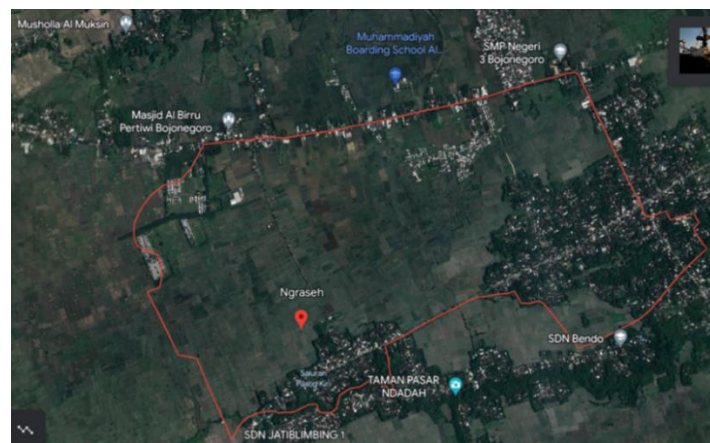 Musholla Al Muksin
Muhammadiyah
Boarding School Al...
SMP Negeri
3 Bojonegoro
Masjid Al Birru
Pertiwi Bojonegoro
Ngraseh
SDN Bendo
TAMAN PASAR
NDADAH
SDN JATIBLIMBING 1